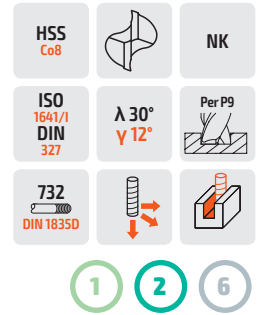 HSS
Co8
NK
ISO
1641/I
DIN
327
λ 30°
γ 12°
Per P9
732
DIN 1835D
1
2
6